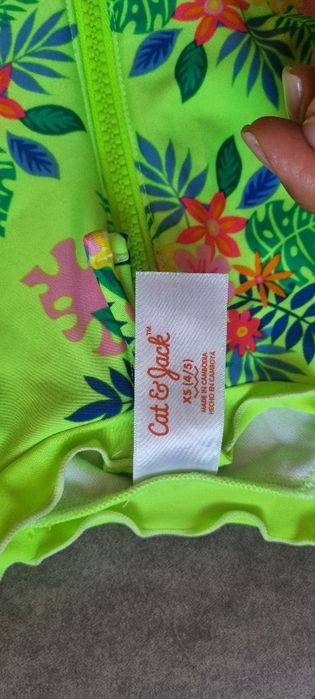 Cat & Jack™
XS (4/5)
MADE IN CAMBODIA
HECHO EN CAMBOYA